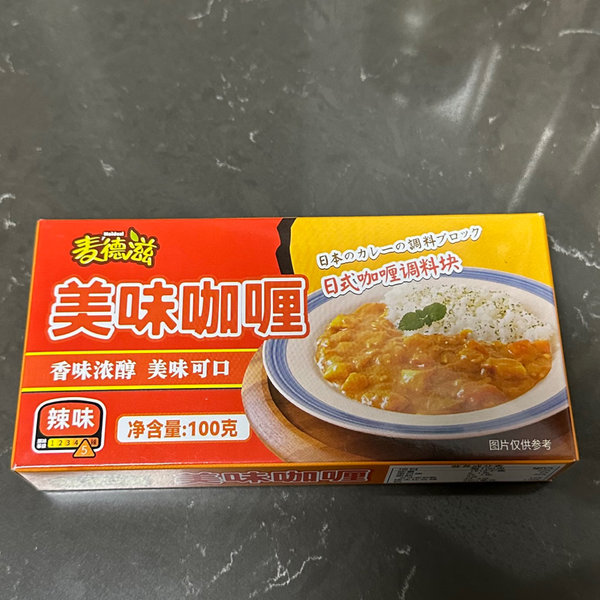 Maidezi
麦德滋
美味咖喱
香味浓醇 美味可口
辣味
1 2 3 4
5
净含量:100克
日本のカレーの調料ブロック
日式咖喱调料块
图片仅供参考
美味咖喱